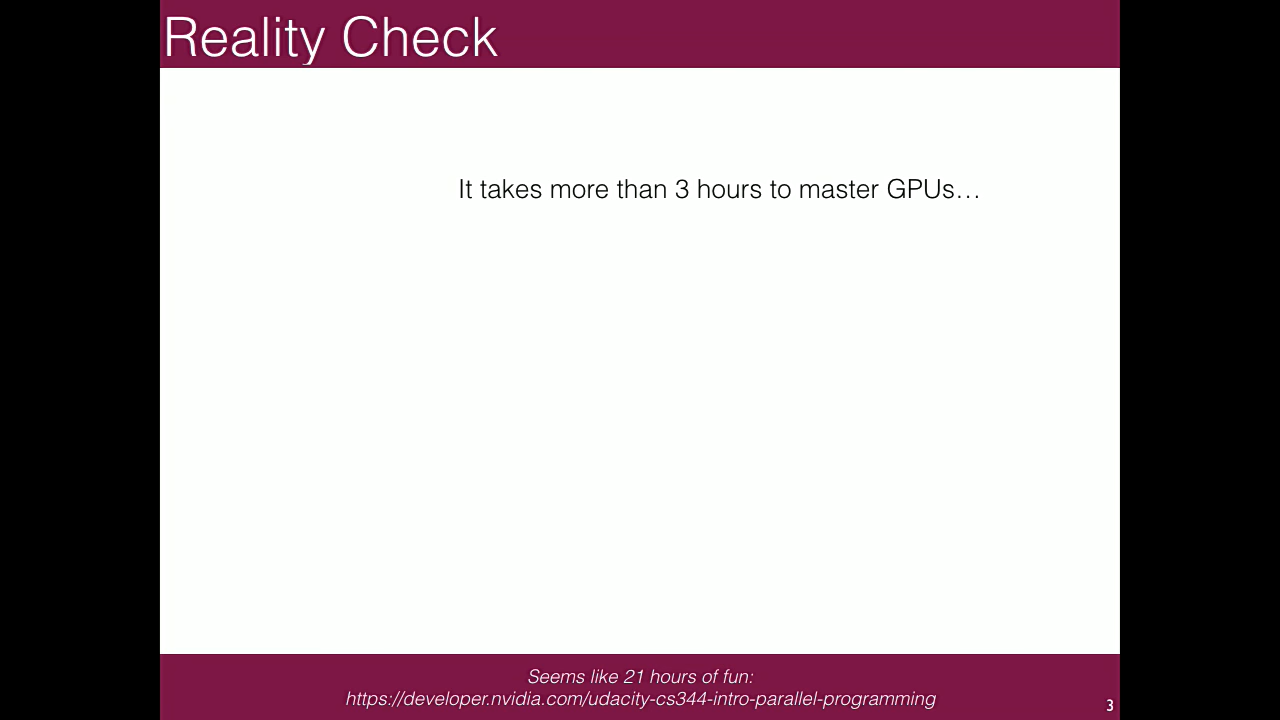 Reality Check
It takes more than 3 hours to master GPUs…
Seems like 21 hours of fun:
https://developer.nvidia.com/udacity-cs344-intro-parallel-programming
3